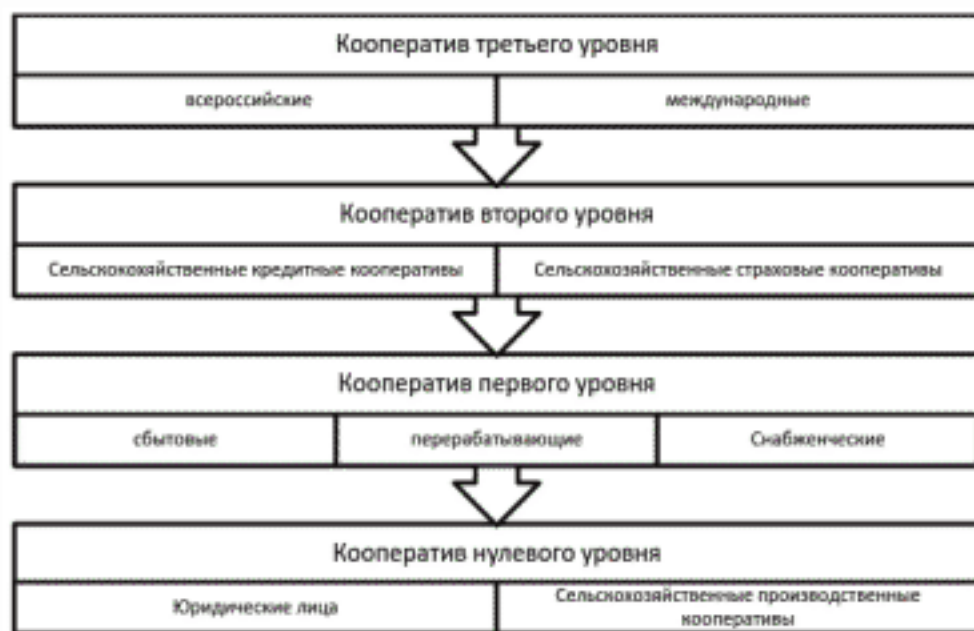 Кооператив третьего уровня
всероссийские
международные
Кооператив второго уровня
Сельскокохяйственные кредитные кооперативы
Сельскохозяйственные страховые кооперативы
Кооператив первого уровня
сбытовые
перерабатывающие
Снабженческие
Кооператив нулевого уровня
Юридические лица
Сельскохозяйственные производственные
кооперативы